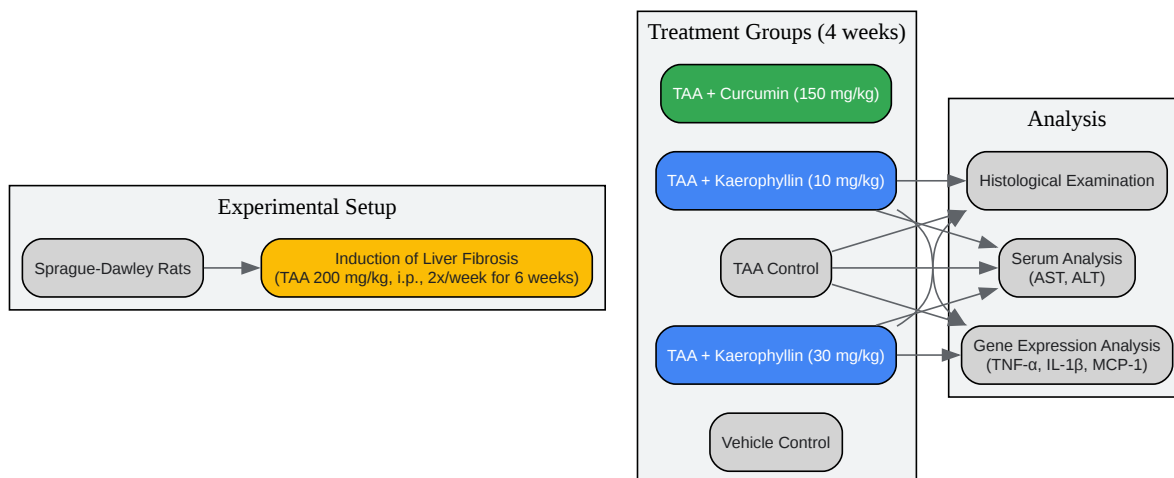 Experimental Setup
Sprague-Dawley Rats
Induction of Liver Fibrosis
(TAA 200 mg/kg, i.p., 2x/week for 6 weeks)
Treatment Groups (4 weeks)
TAA + Curcumin (150 mg/kg)
TAA + Kaerophyllin (10 mg/kg)
TAA Control
TAA + Kaerophyllin (30 mg/kg)
Vehicle Control
Analysis
Histological Examination
Serum Analysis
(AST, ALT)
Gene Expression Analysis
(TNF-α, IL-1β, MCP-1)